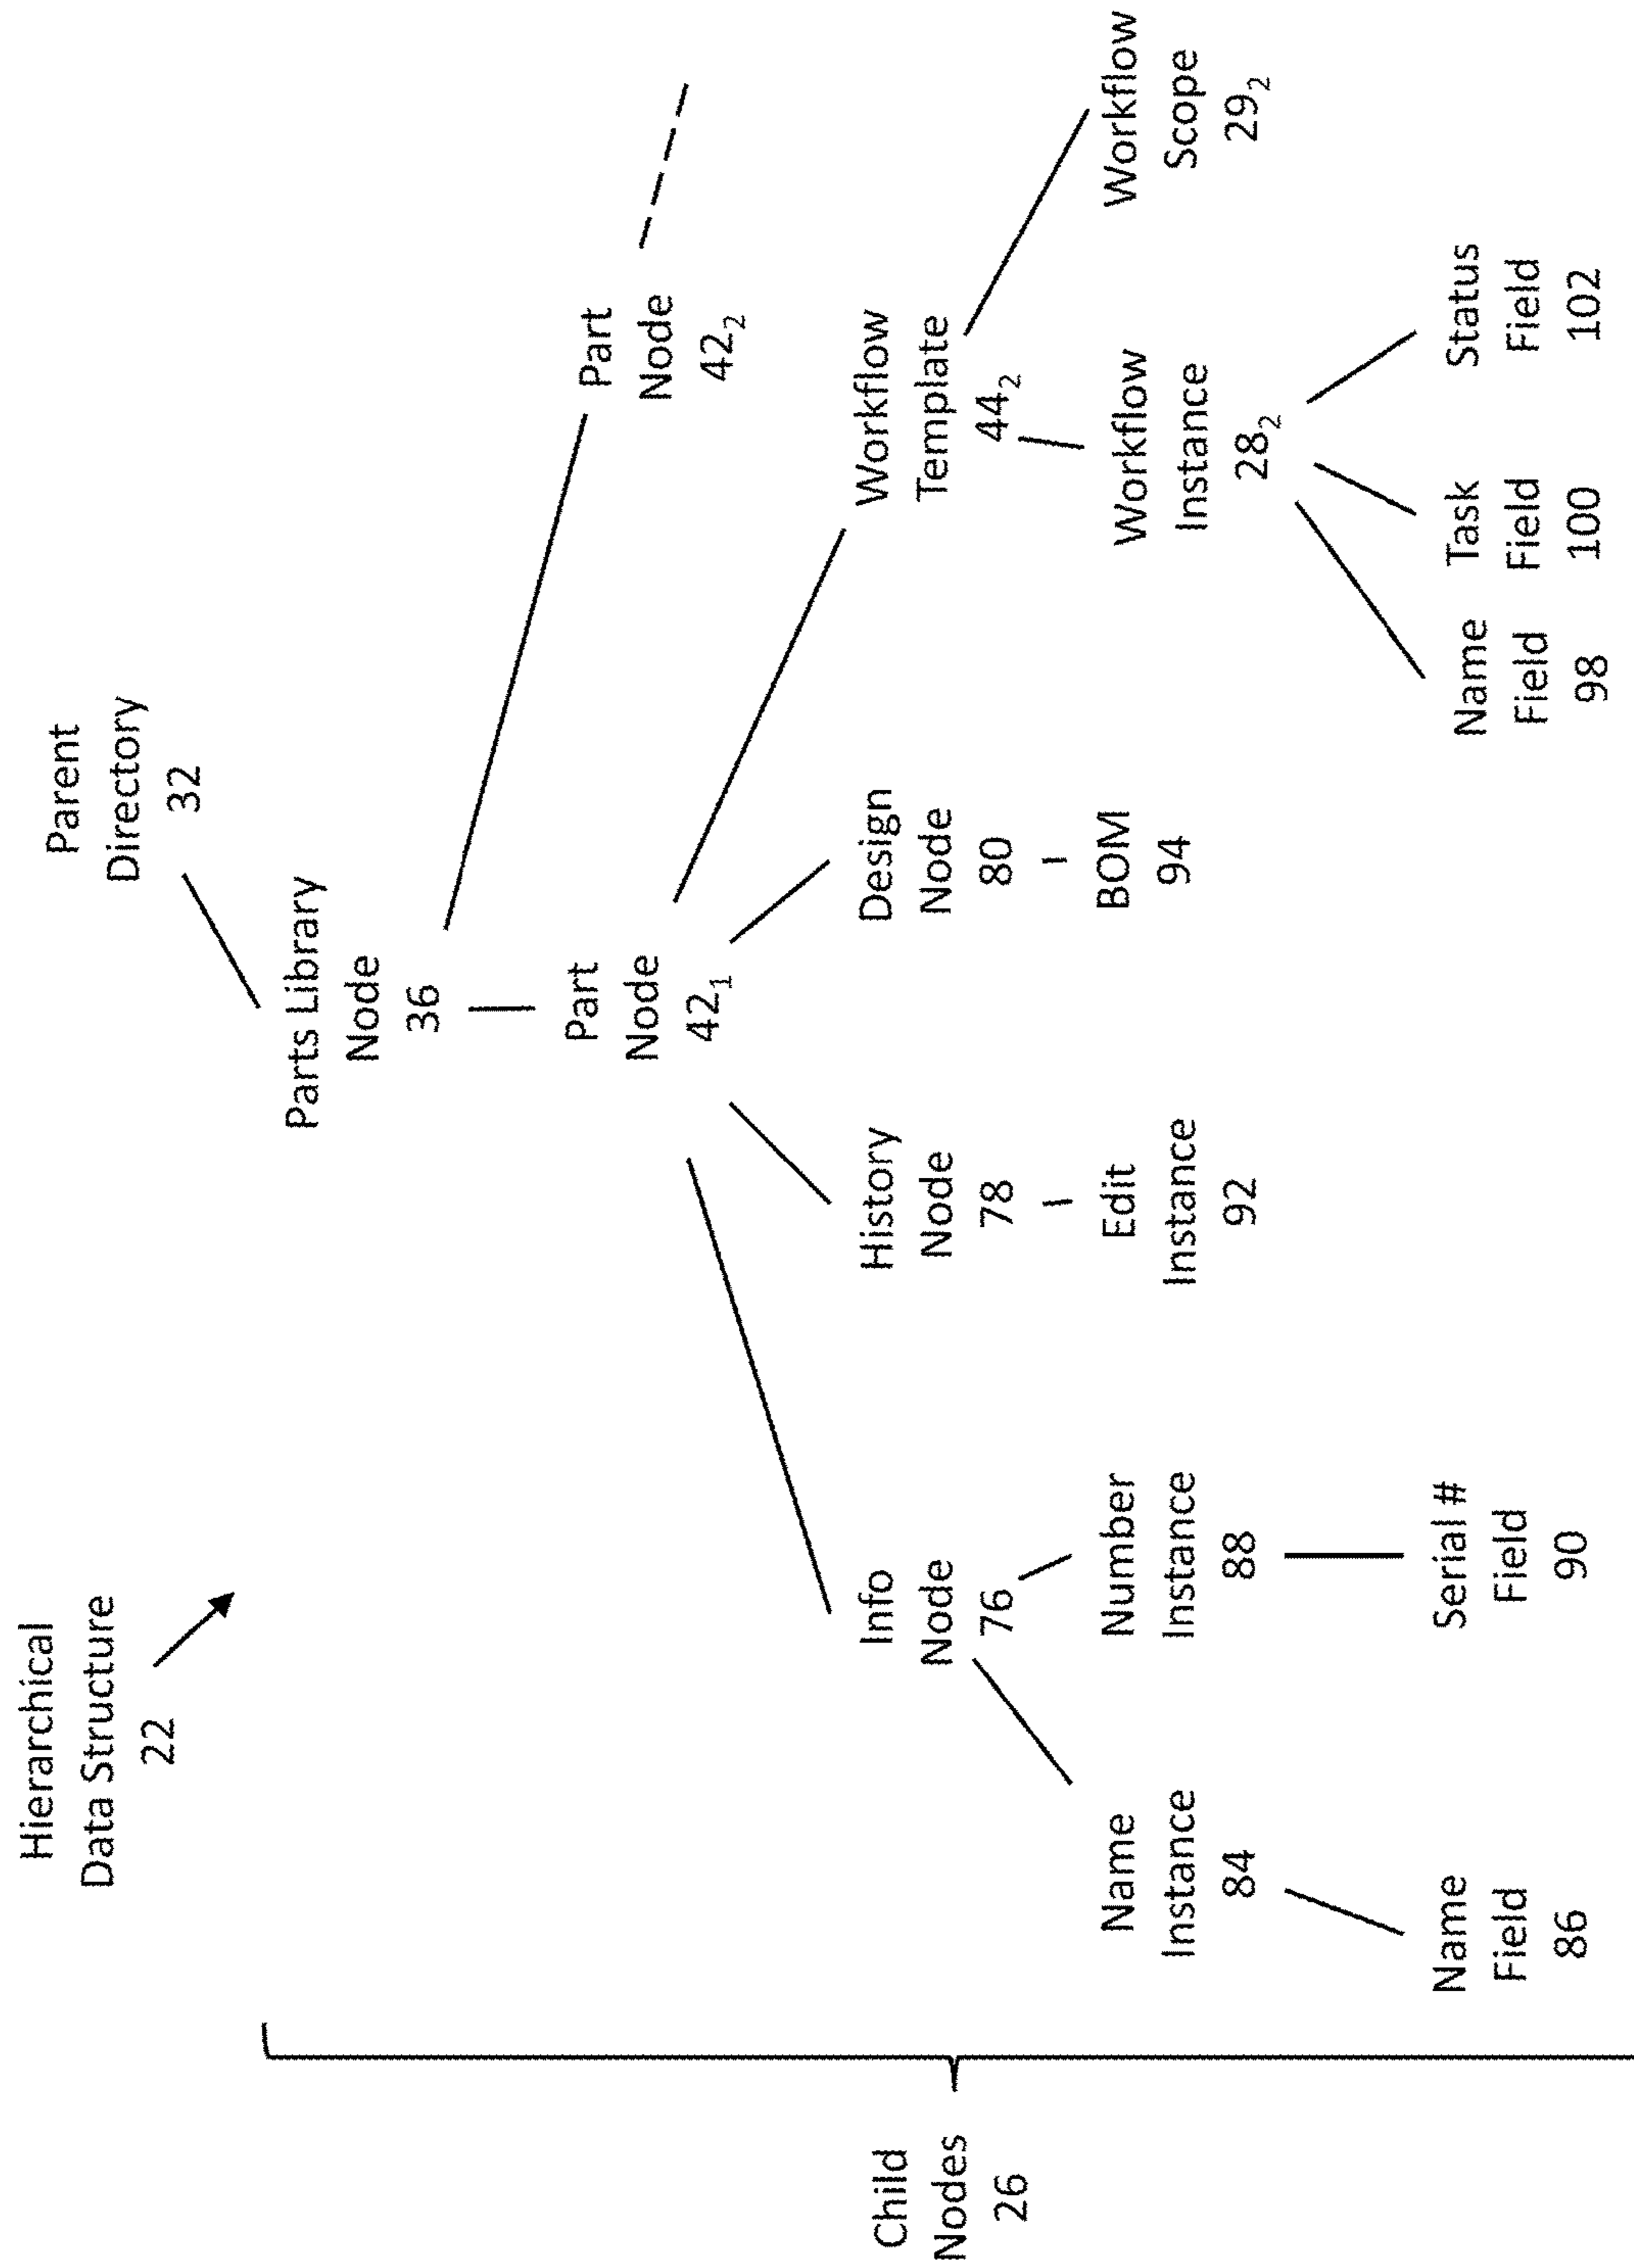 Hierarchical
Data Structure
22
Parent
Directory
32
Parts Library
Node
36
Part
Node
42₁
Part
Node
42₂
Child
Nodes
26
Info
Node
76
History
Node
78
Design
Node
80
Workflow
Template
44₂
Name
Instance
84
Number
Instance
88
Edit
Instance
92
BOM
94
Workflow
Instance
28₂
Workflow
Scope
29₂
Name
Field
86
Serial #
Field
90
Name
Field
98
Task
Field
100
Status
Field
102